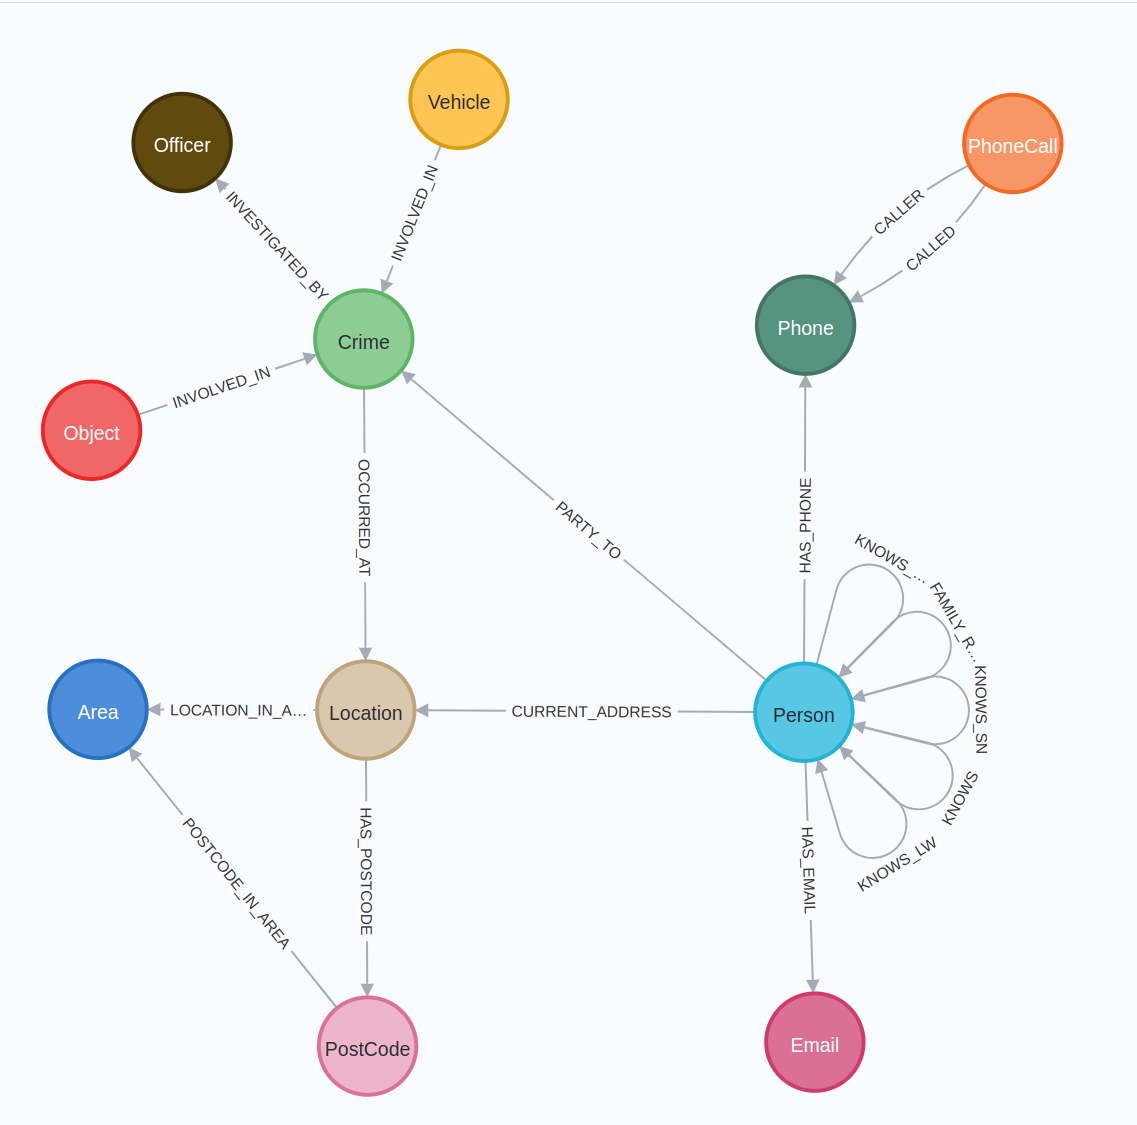 Vehicle
Officer
PhoneCall
INVOLVED_IN
INVESTIGATED_BY
CALLER
CALLED
Phone
Crime
INVOLVED_IN
Object
OCCURRED_AT
PARTY_TO
HAS_PHONE
KNOWS_...
FAMILY_R...
KNOWS_SN
KNOWS
KNOWS_LW
Area
LOCATION_IN_A...
Location
CURRENT_ADDRESS
Person
POSTCODE_IN_AREA
HAS_POSTCODE
HAS_EMAIL
PostCode
Email